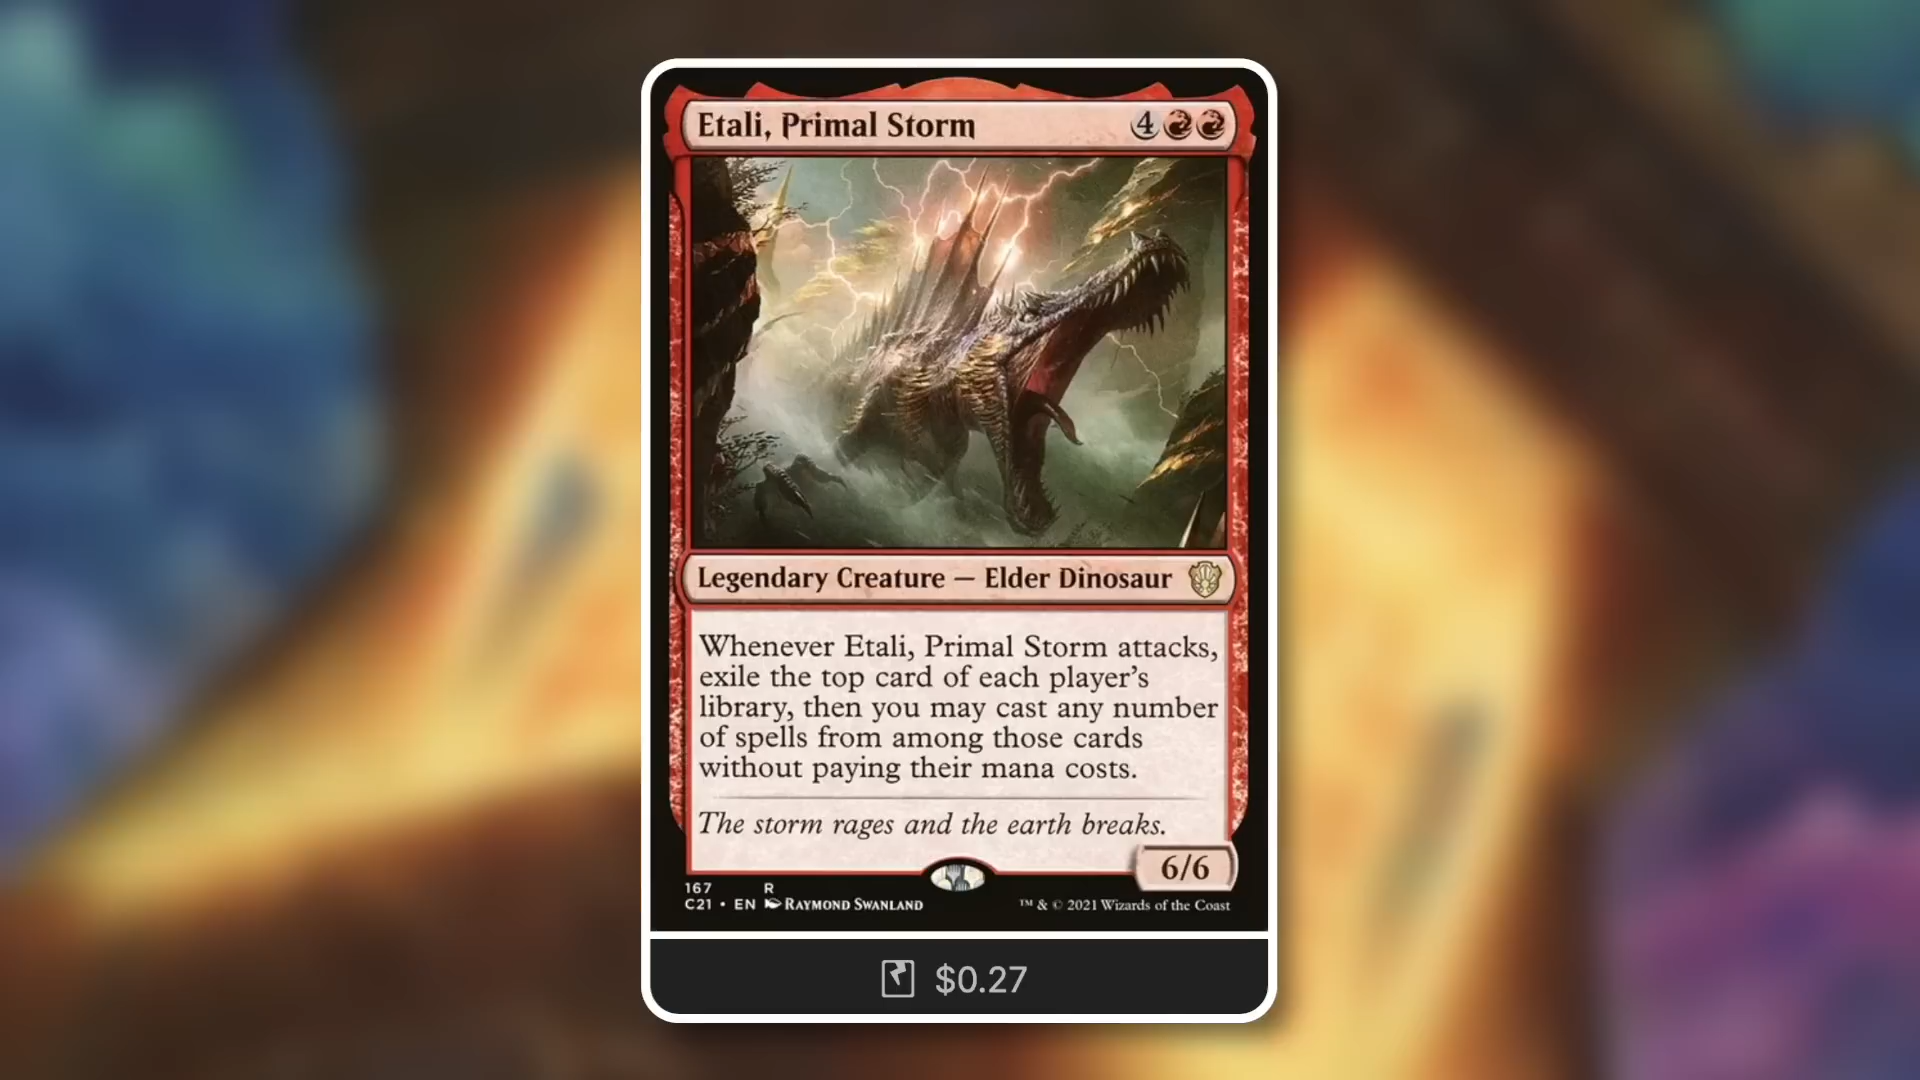 Etali, Primal Storm 4
Legendary Creature — Elder Dinosaur
Whenever Etali, Primal Storm attacks,
exile the top card of each player's
library, then you may cast any number
of spells from among those cards
without paying their mana costs.
The storm rages and the earth breaks.
6/6
167 R
C21 • EN RAYMOND SWANLAND
™ & © 2021 Wizards of the Coast
$0.27